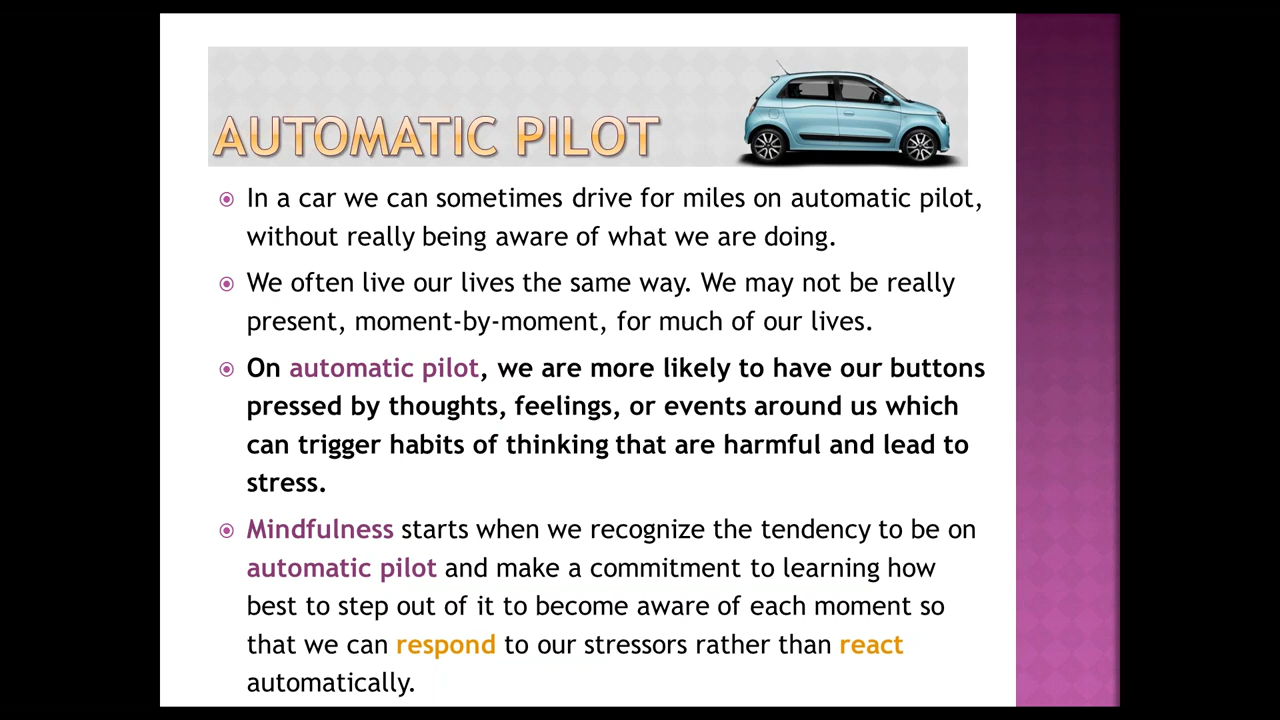 AUTOMATIC PILOT
In a car we can sometimes drive for miles on automatic pilot,
without really being aware of what we are doing.
We often live our lives the same way. We may not be really
present, moment-by-moment, for much of our lives.
On automatic pilot, we are more likely to have our buttons
pressed by thoughts, feelings, or events around us which
can trigger habits of thinking that are harmful and lead to
stress.
Mindfulness starts when we recognize the tendency to be on
automatic pilot and make a commitment to learning how
best to step out of it to become aware of each moment so
that we can respond to our stressors rather than react
automatically.